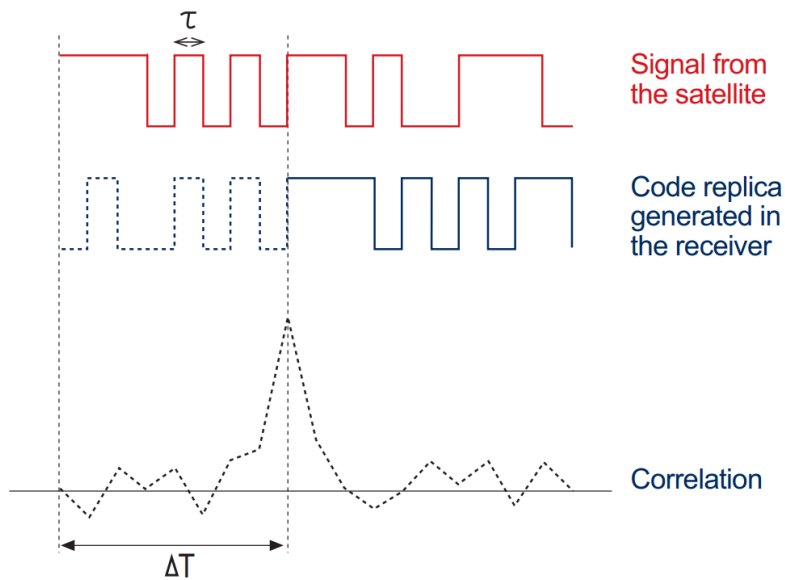 τ
Signal from
the satellite
Code replica
generated in
the receiver
Correlation
ΔT